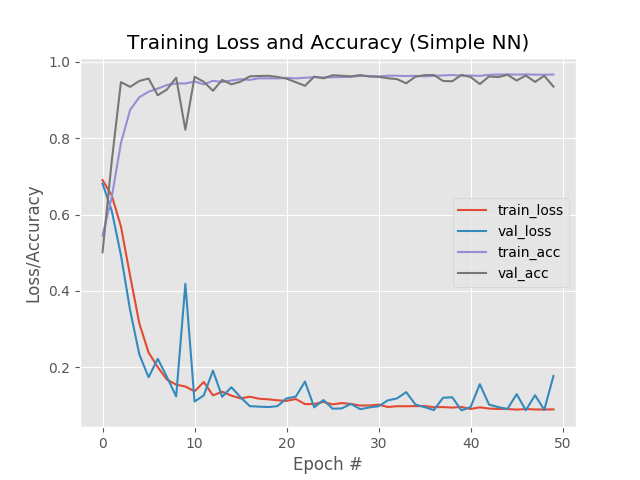 Training Loss and Accuracy (Simple NN)
1.0
0.8
0.6
0.4
0.2
Loss/Accuracy
train_loss
val_loss
train_acc
val_acc
0
10
20
30
40
50
Epoch #